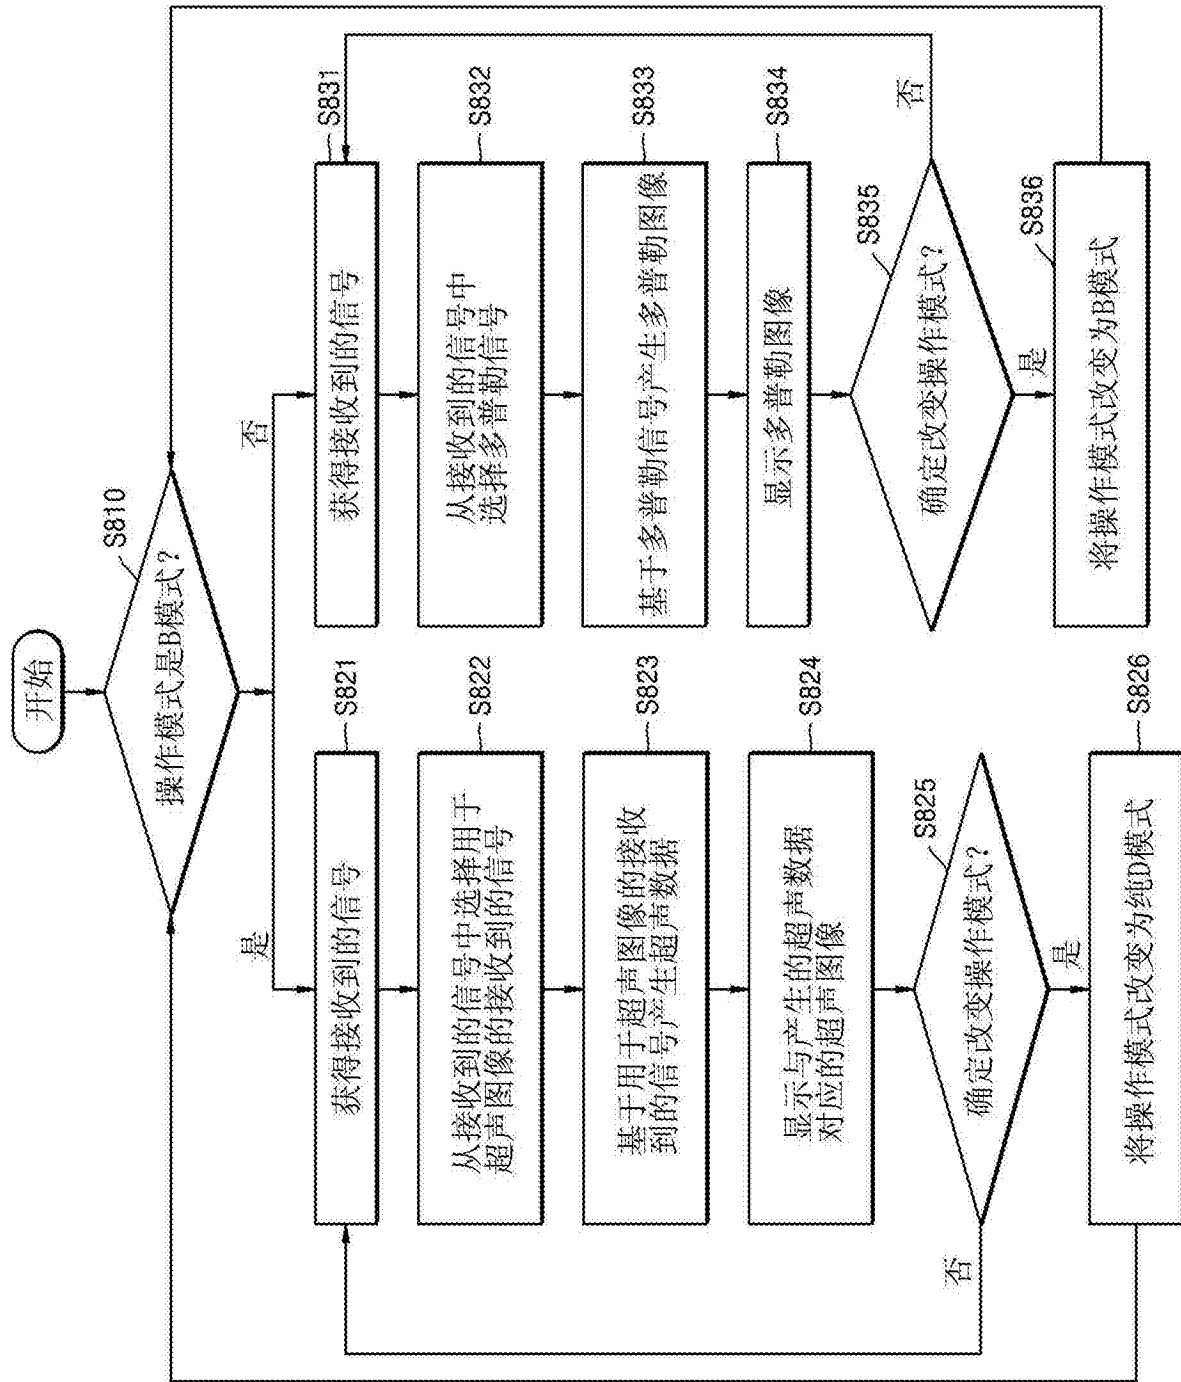 开始
操作模式是B模式？
S810
是
否
获得接收到的信号
S821
从接收到的信号中选择用于
超声图像的接收到的信号
S822
基于用于超声图像的接收
到的信号产生超声数据
S823
显示与产生的超声数据
对应的超声图像
S824
确定改变操作模式？
S825
否
是
将操作模式改变为纯D模式
S826
获得接收到的信号
S831
从接收到的信号中
选择多普勒信号
S832
基于多普勒信号产生多普勒图像
S833
显示多普勒图像
S834
确定改变操作模式？
S835
否
是
将操作模式改变为B模式
S836